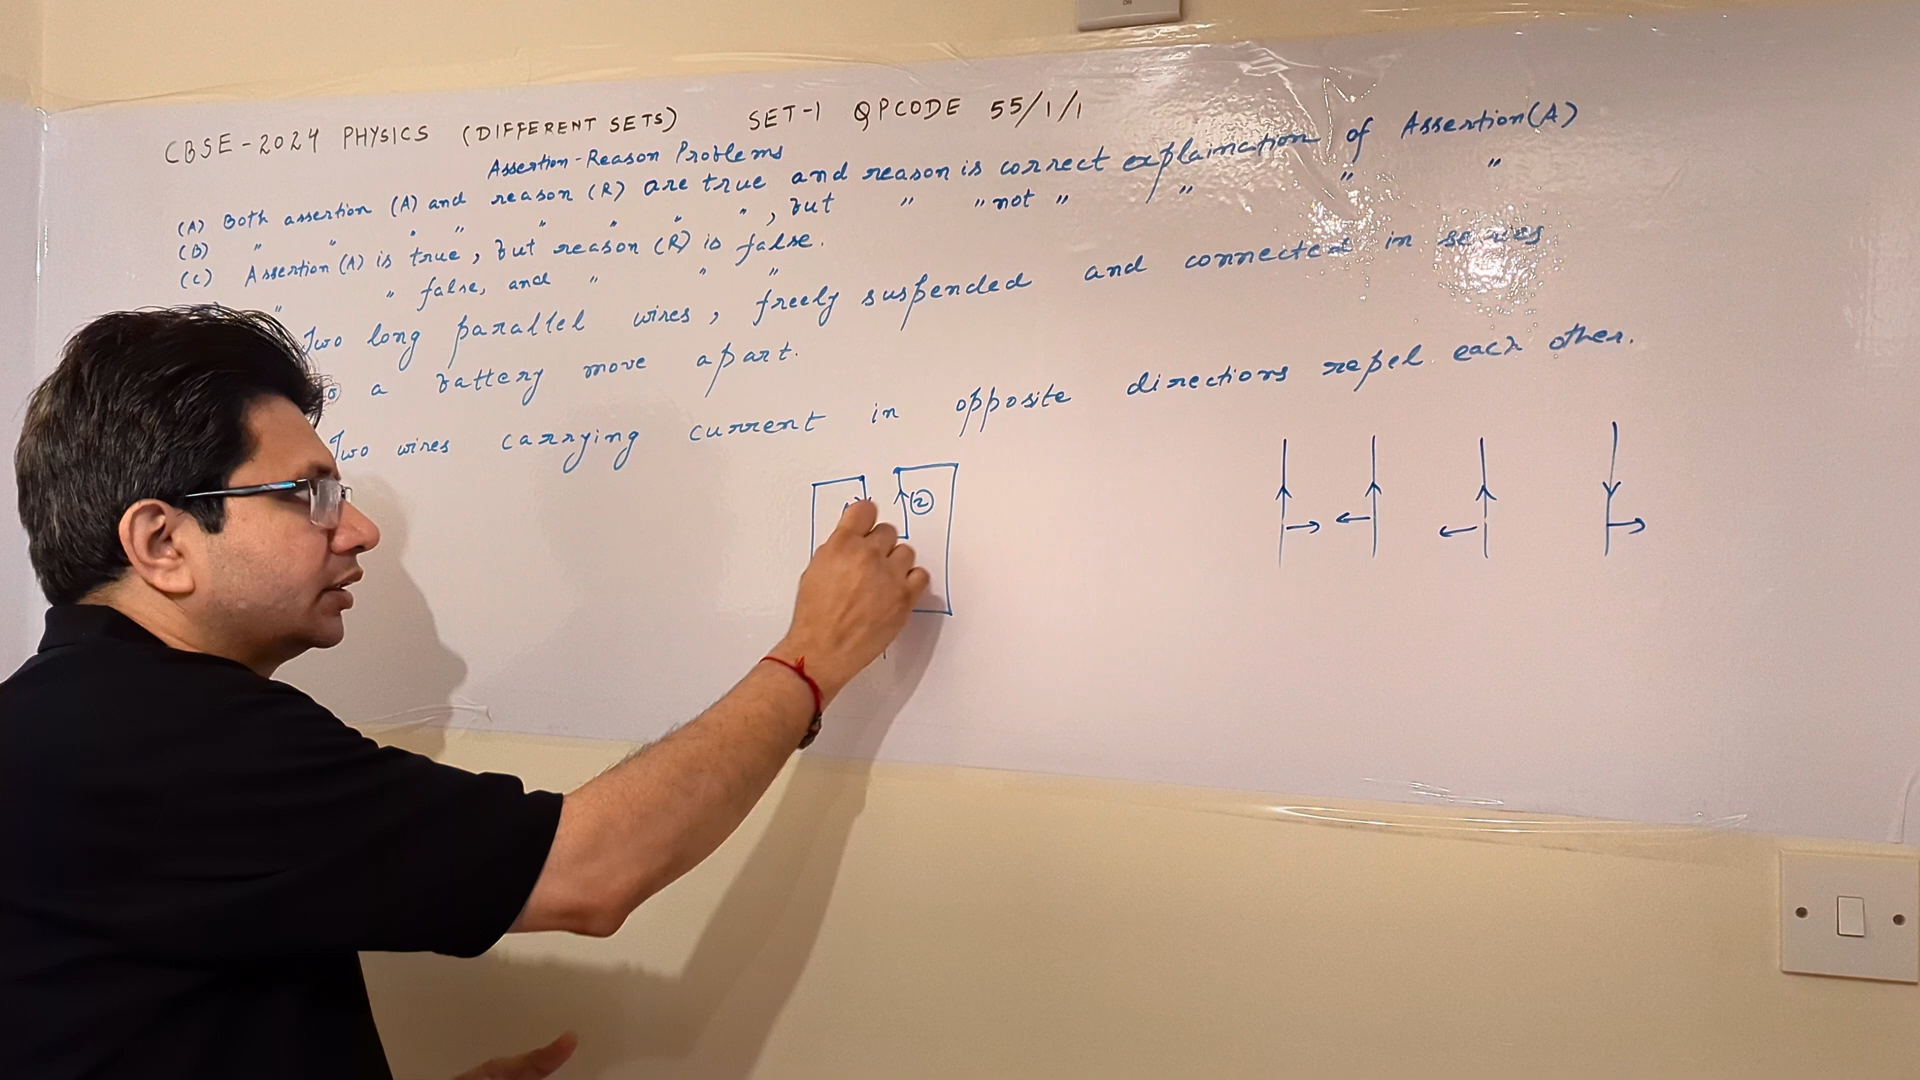 ON
CBSE-2024 PHYSICS (DIFFERENT SETS) SET-1 QPCODE 55/1/1
Assertion-Reason Problems
(A) Both assertion (A) and reason (R) are true and reason is correct explaination of Assertion(A)
(B) " " " " " " " " , but " " not " " " "
(C) Assertion (A) is true, but reason (R) is false.
" " false, and " " "
Two long parallel wires, freely suspended and connected in series
a battery move apart.
Two wires carrying current in opposite directions repel each other.
2